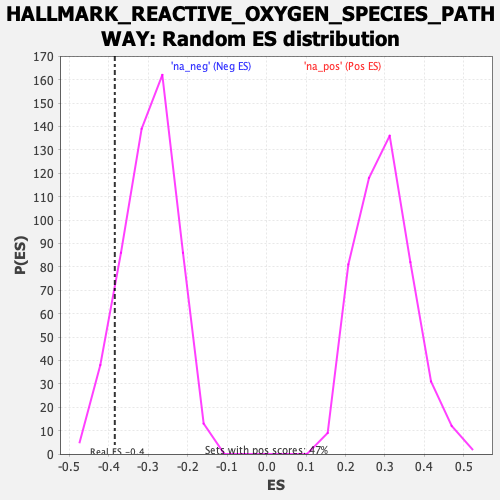 HALLMARK_REACTIVE_OXYGEN_SPECIES_PATH
WAY: Random ES distribution
'na_neg' (Neg ES) 'na_pos' (Pos ES)
170
160
150
140
130
120
110
100
90
80
70
60
50
40
30
20
10
0
P(ES)
Real ES -0.4 Sets with pos scores: 47%
-0.5 -0.4 -0.3 -0.2 -0.1 0.0 0.1 0.2 0.3 0.4 0.5
ES